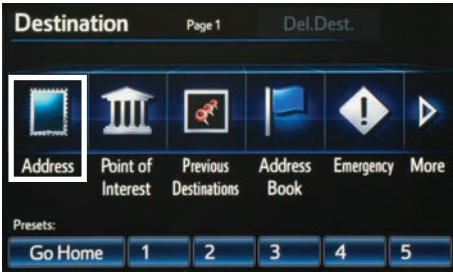 Destination Page 1 Del.Dest.
Address Point of Interest Previous Destinations Address Book Emergency More
Presets:
Go Home 1 2 3 4 5